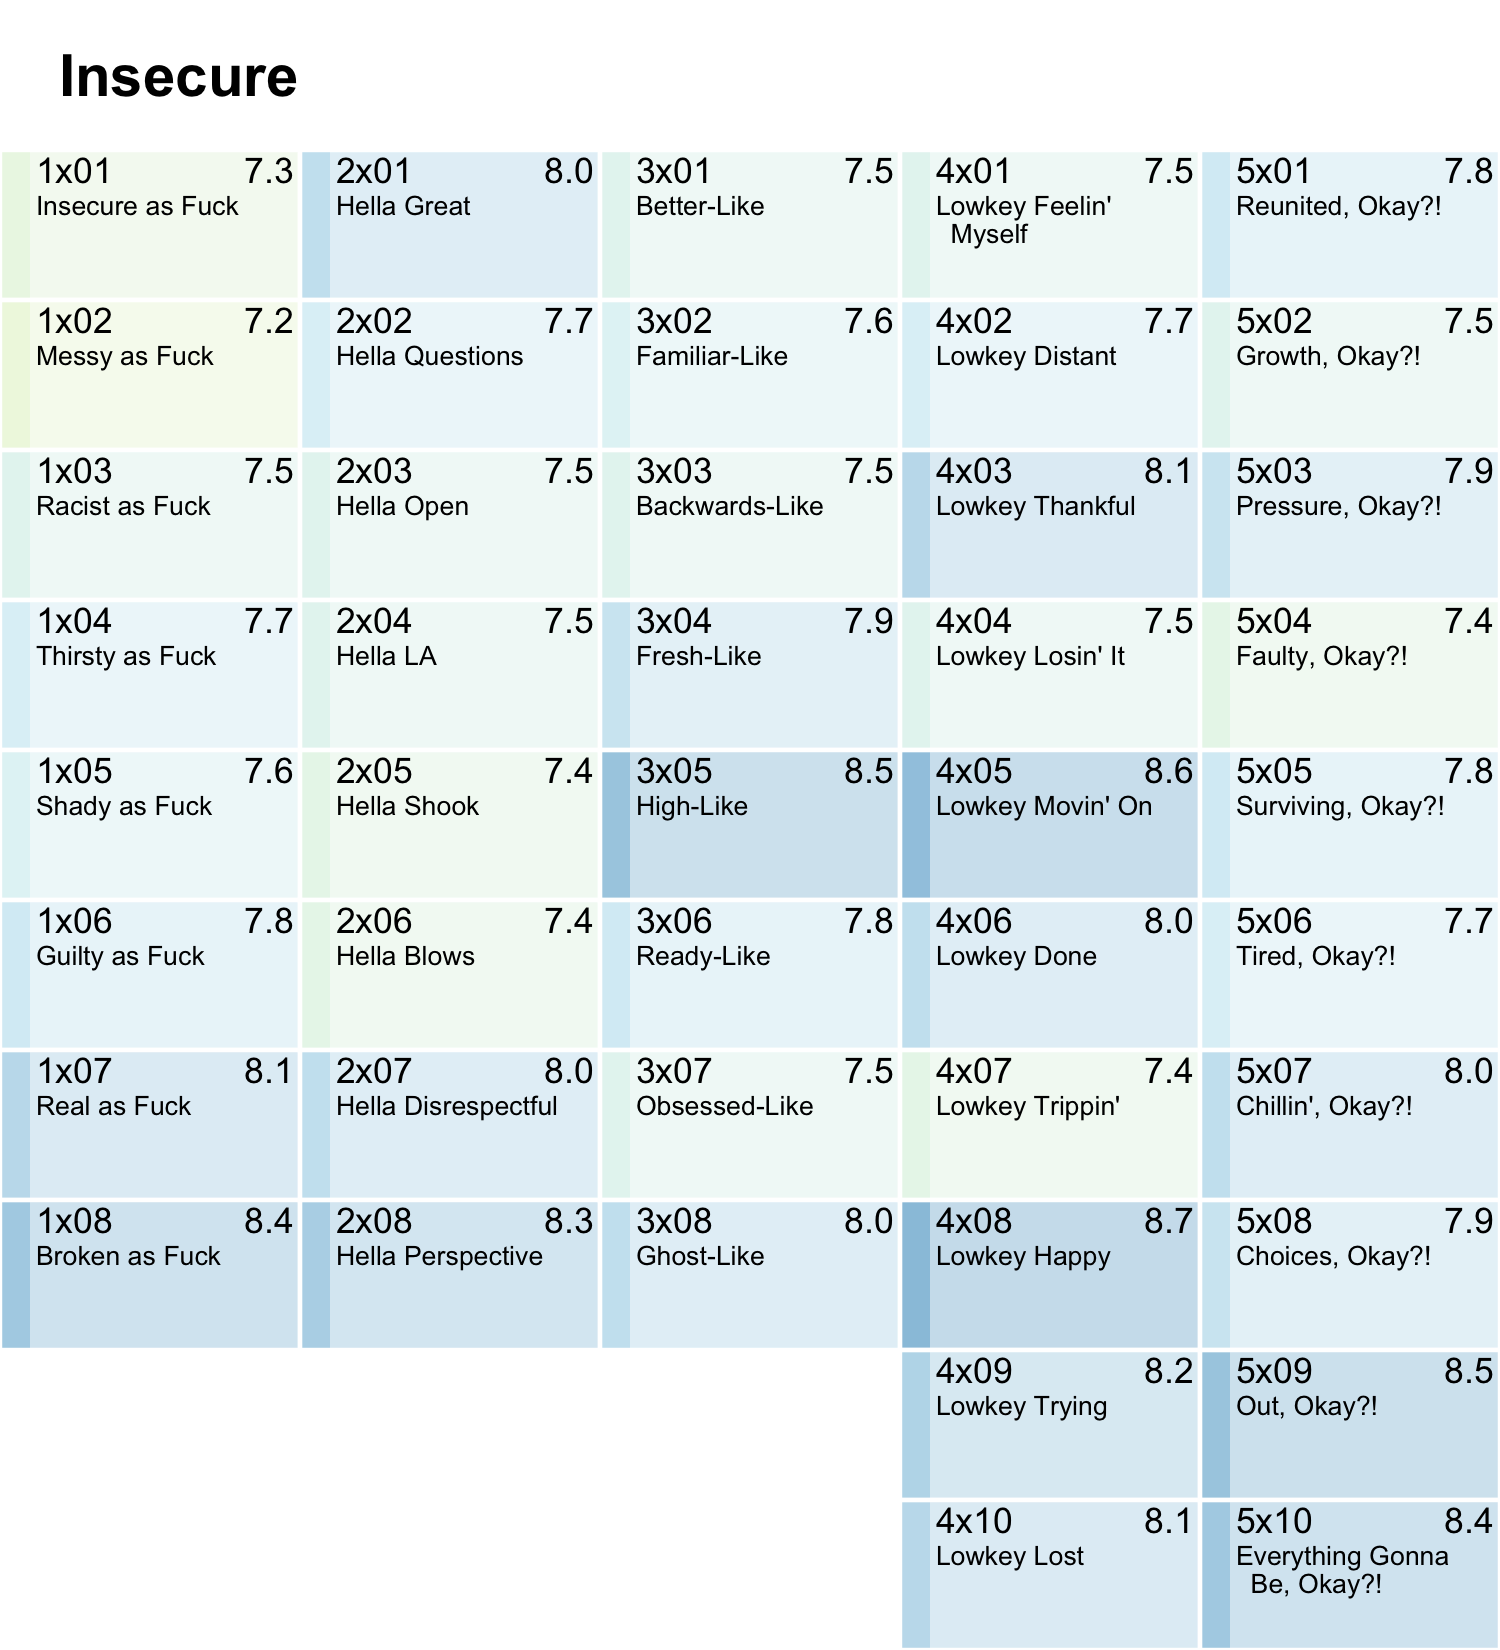 Insecure
1x01 7.3
Insecure as Fuck
1x02 7.2
Messy as Fuck
1x03 7.5
Racist as Fuck
1x04 7.7
Thirsty as Fuck
1x05 7.6
Shady as Fuck
1x06 7.8
Guilty as Fuck
1x07 8.1
Real as Fuck
1x08 8.4
Broken as Fuck
2x01 8.0
Hella Great
2x02 7.7
Hella Questions
2x03 7.5
Hella Open
2x04 7.5
Hella LA
2x05 7.4
Hella Shook
2x06 7.4
Hella Blows
2x07 8.0
Hella Disrespectful
2x08 8.3
Hella Perspective
3x01 7.5
Better-Like
3x02 7.6
Familiar-Like
3x03 7.5
Backwards-Like
3x04 7.9
Fresh-Like
3x05 8.5
High-Like
3x06 7.8
Ready-Like
3x07 7.5
Obsessed-Like
3x08 8.0
Ghost-Like
4x01 7.5
Lowkey Feelin'
Myself
4x02 7.7
Lowkey Distant
4x03 8.1
Lowkey Thankful
4x04 7.5
Lowkey Losin' It
4x05 8.6
Lowkey Movin' On
4x06 8.0
Lowkey Done
4x07 7.4
Lowkey Trippin'
4x08 8.7
Lowkey Happy
4x09 8.2
Lowkey Trying
4x10 8.1
Lowkey Lost
5x01 7.8
Reunited, Okay?!
5x02 7.5
Growth, Okay?!
5x03 7.9
Pressure, Okay?!
5x04 7.4
Faulty, Okay?!
5x05 7.8
Surviving, Okay?!
5x06 7.7
Tired, Okay?!
5x07 8.0
Chillin', Okay?!
5x08 7.9
Choices, Okay?!
5x09 8.5
Out, Okay?!
5x10 8.4
Everything Gonna
Be, Okay?!